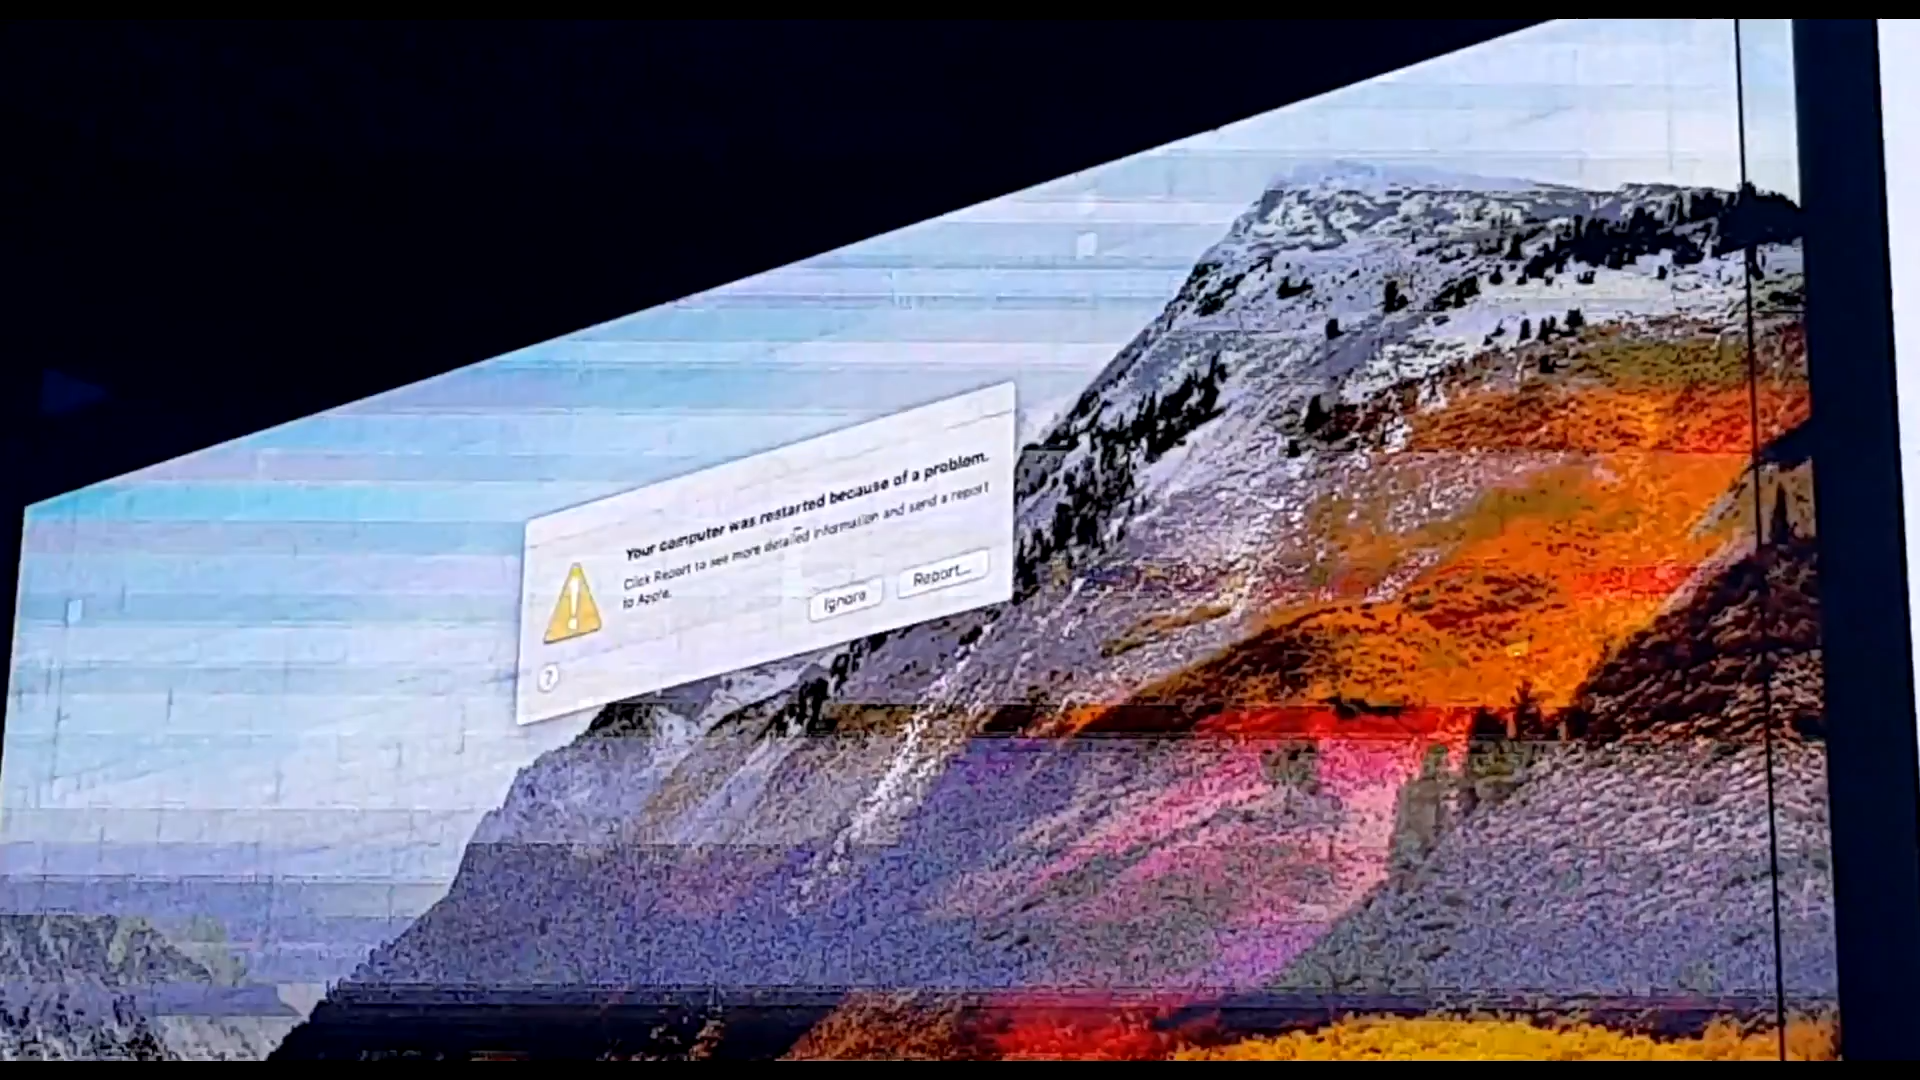 Your computer was restarted because of a problem.
Click Report to see more detailed information and send a report
to Apple.
Ignore
Report...
?